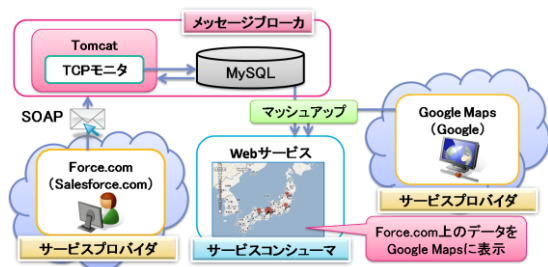 メッセージブローカ
Tomcat
TCPモニタ
MySQL
SOAP
マッシュアップ
Google Maps
(Google)
Force.com
(Salesforce.com)
Webサービス
サービスプロバイダ
サービスプロバイダ
サービスコンシューマ
Force.com上のデータを
Google Mapsに表示